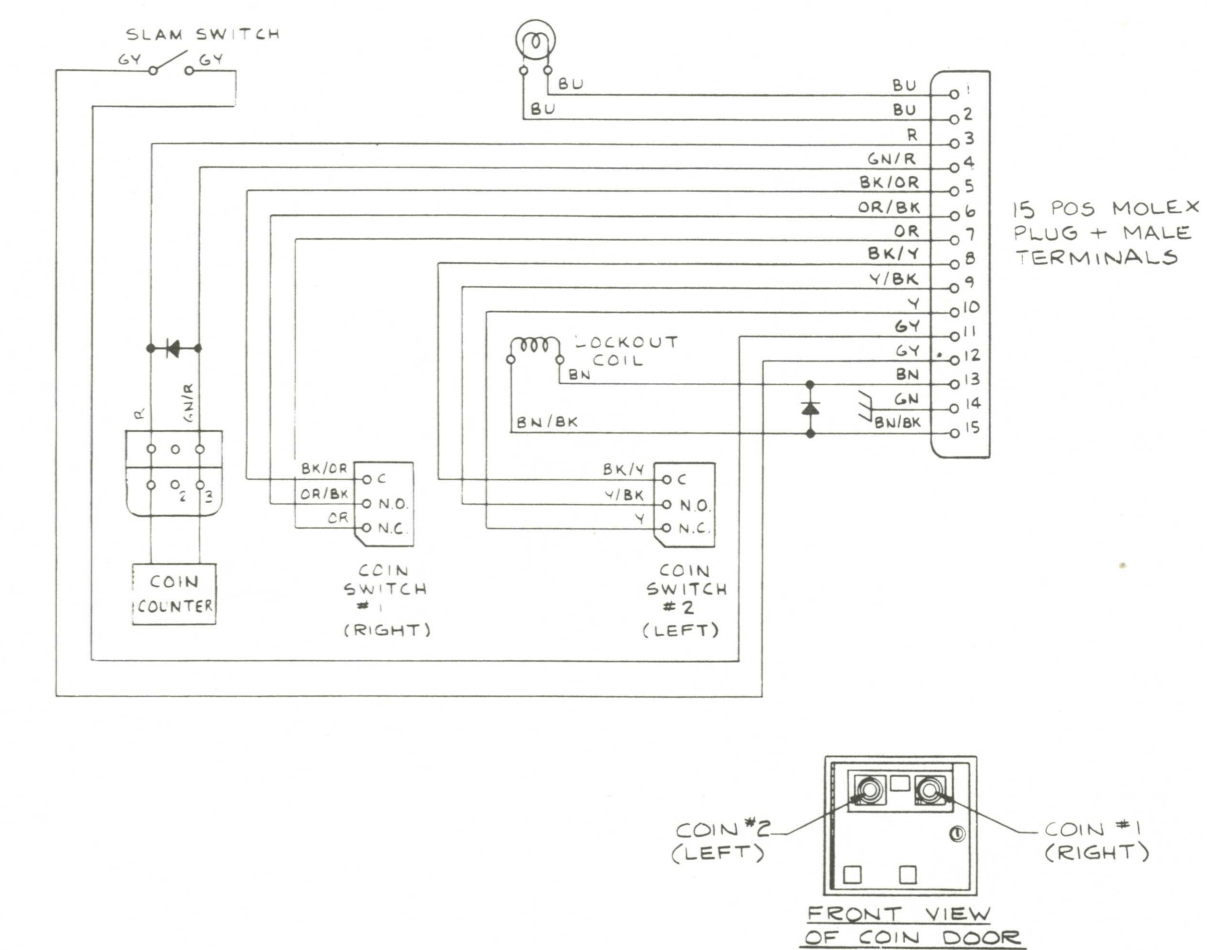 SLAM SWITCH
GY GY
BU BU 1
BU BU 2
R 3
GN/R 4
BK/OR 5
OR/BK 6
OR 7
BK/Y 8
Y/BK 9
Y 10
GY 11
GY 12
BN BN 13
GN 14
BN/BK BN/BK 15
15 POS MOLEX
PLUG + MALE
TERMINALS
LOCKOUT
COIL
R
GN/R
2 3
COIN
COUNTER
BK/OR C
OR/BK N.O.
OR N.C.
COIN
SWITCH
# 1
(RIGHT)
BK/Y C
Y/BK N.O.
Y N.C.
COIN
SWITCH
# 2
(LEFT)
COIN #2
(LEFT)
COIN #1
(RIGHT)
FRONT VIEW
OF COIN DOOR